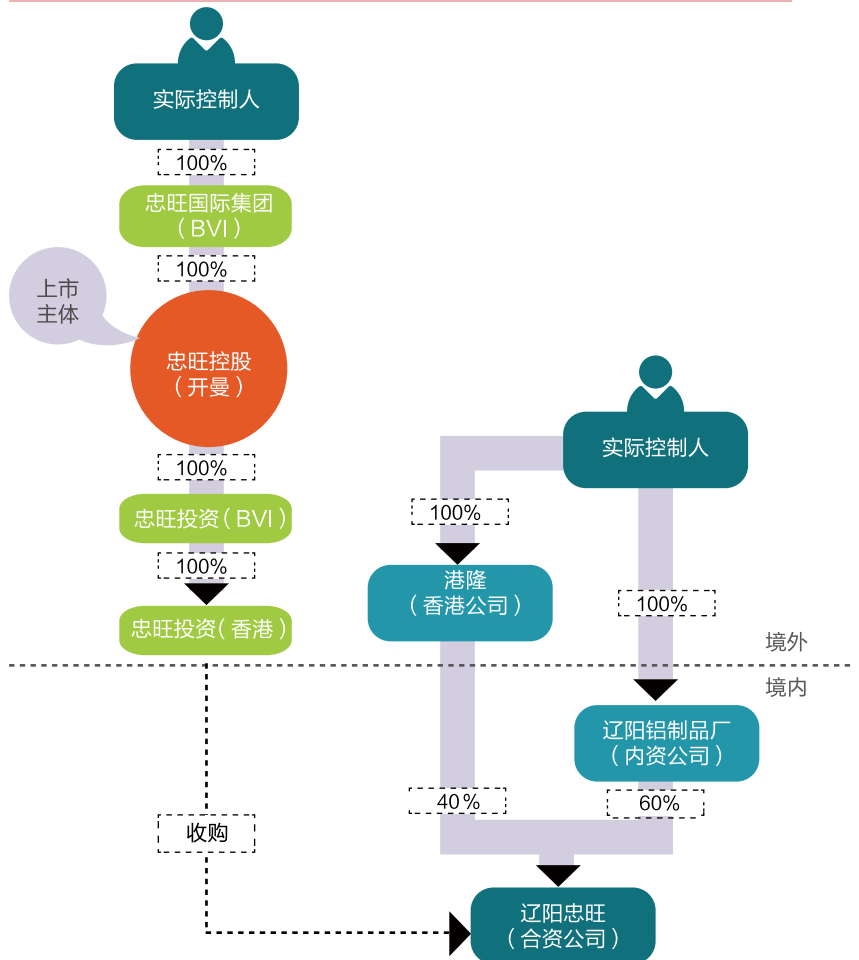 实际控制人
100%
忠旺国际集团
（BVI）
100%
上市
主体
忠旺控股
（开曼）
100%
忠旺投资（BVI）
100%
忠旺投资（香港）
实际控制人
100%
港隆
（香港公司）
100%
境外
境内
辽阳铝制品厂
（内资公司）
40%
60%
收购
辽阳忠旺
（合资公司）